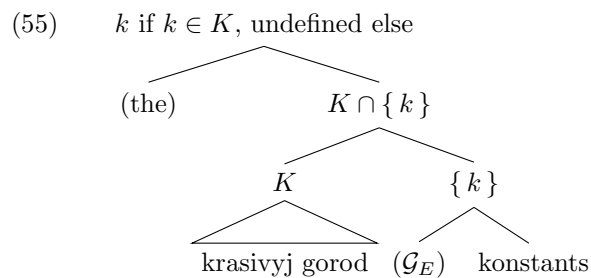 (55) k if k ∈ K, undefined else
(the) K ∩ { k }
K { k }
krasivyj gorod (𝒢_E) konstants